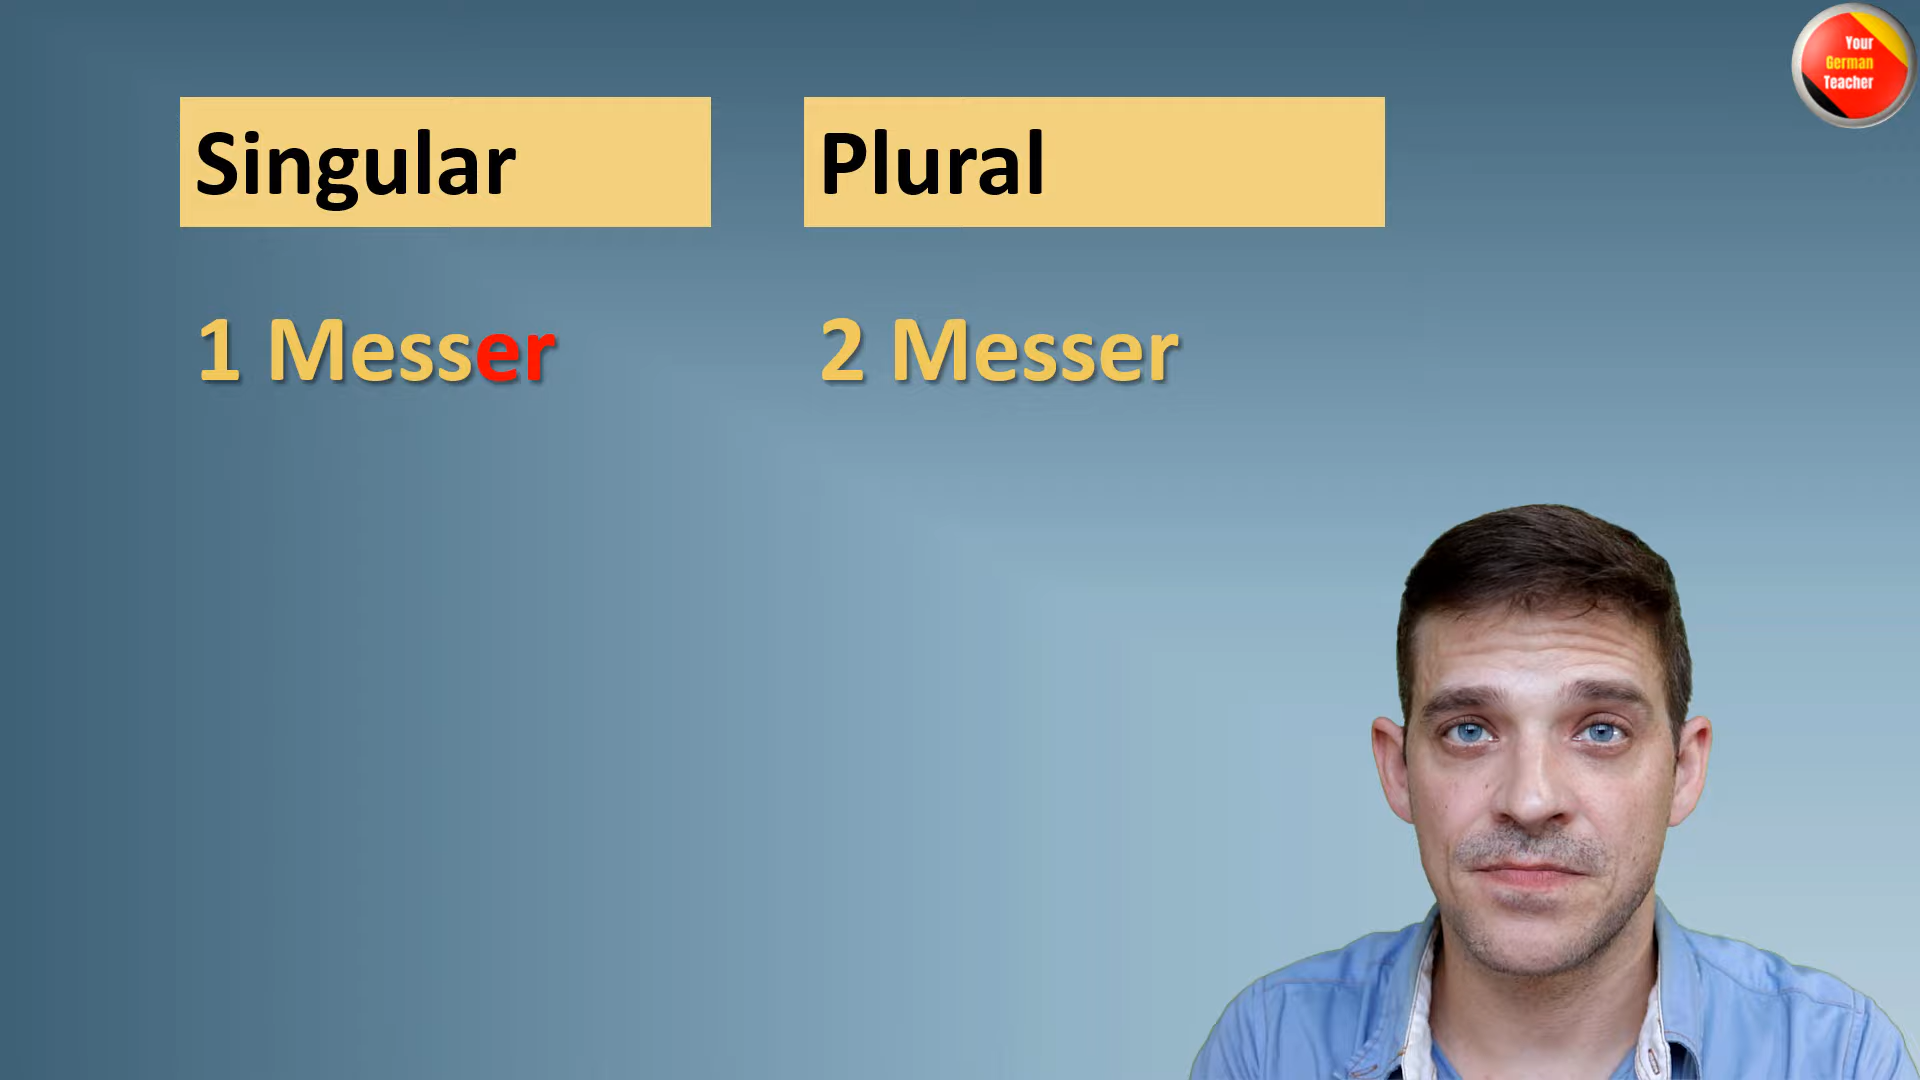 Your
German
Teacher
Singular
Plural
1 Messer
2 Messer